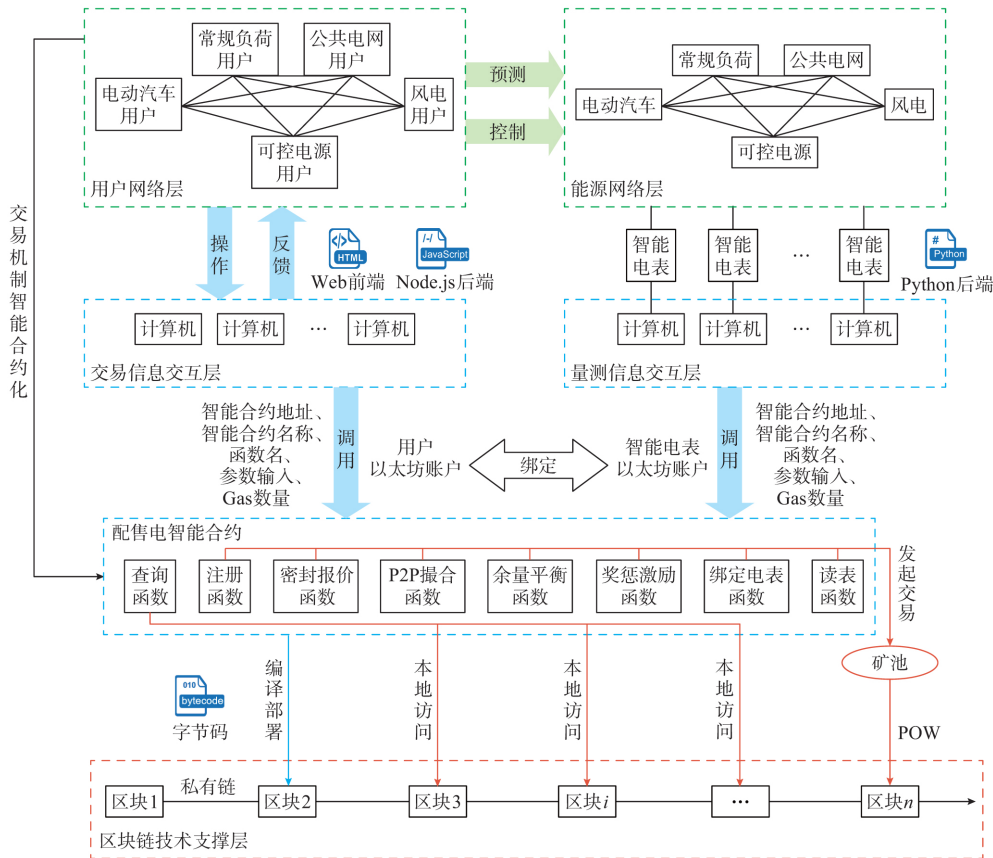 常规负荷
用户
公共电网
用户
电动汽车
用户
风电
用户
可控电源
用户
用户网络层
预测
控制
常规负荷
公共电网
电动汽车
风电
可控电源
能源网络层
交易机制智能合约化
操作
反馈
</>
HTML
Web前端
/-/
JavaScript
Node.js后端
智能
电表
智能
电表
...
智能
电表
#
Python
Python后端
计算机
计算机
...
计算机
交易信息交互层
计算机
计算机
...
计算机
量测信息交互层
智能合约地址、
智能合约名称、
函数名、
参数输入、
Gas数量
调用
用户
以太坊账户
绑定
智能电表
以太坊账户
调用
智能合约地址、
智能合约名称、
函数名、
参数输入、
Gas数量
配售电智能合约
查询
函数
注册
函数
密封报价
函数
P2P撮合
函数
余量平衡
函数
奖惩激励
函数
绑定电表
函数
读表
函数
发起交易
矿池
POW
010
bytecode
字节码
编译部署
本地访问
本地访问
本地访问
区块1
私有链
区块2
区块3
区块i
...
区块n
区块链技术支撑层